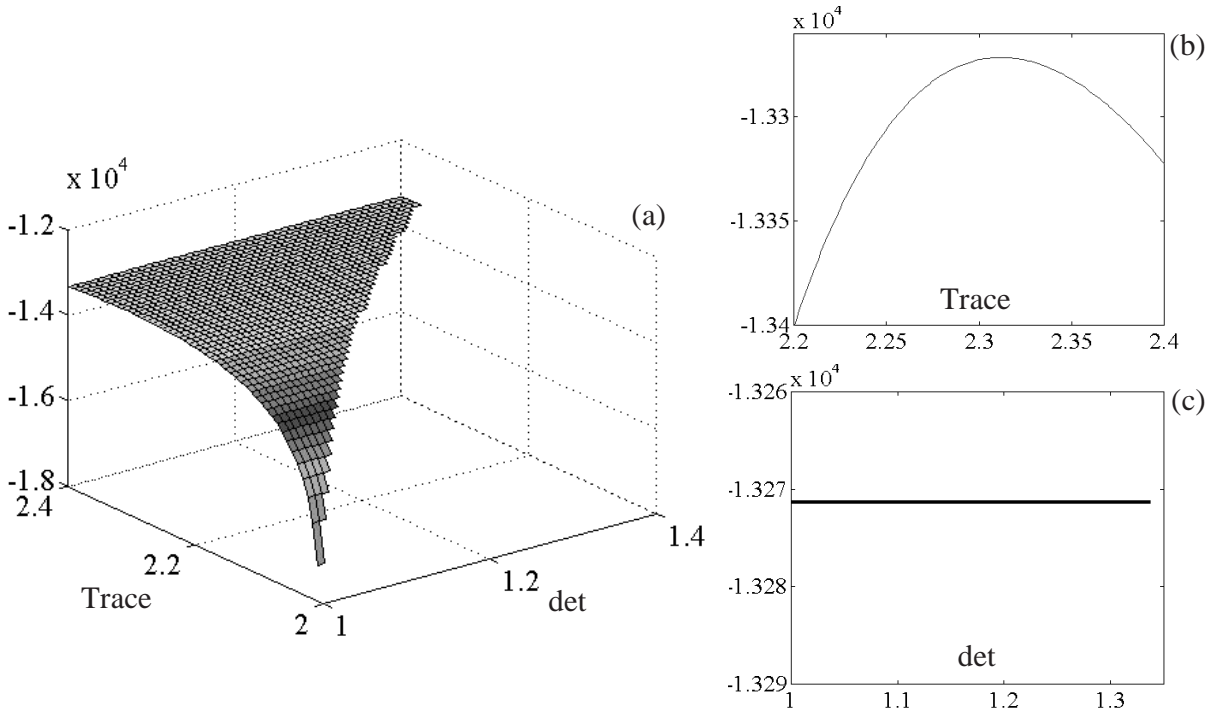 x 10^4
-1.2
-1.4
-1.6
-1.8
2.4
2.2
2
Trace
1
1.2
1.4
det
(a)
x 10^4
(b)
-1.33
-1.335
-1.34
2.2
2.25
2.3
2.35
2.4
Trace
x 10^4
(c)
-1.326
-1.327
-1.328
-1.329
1
1.1
1.2
1.3
det